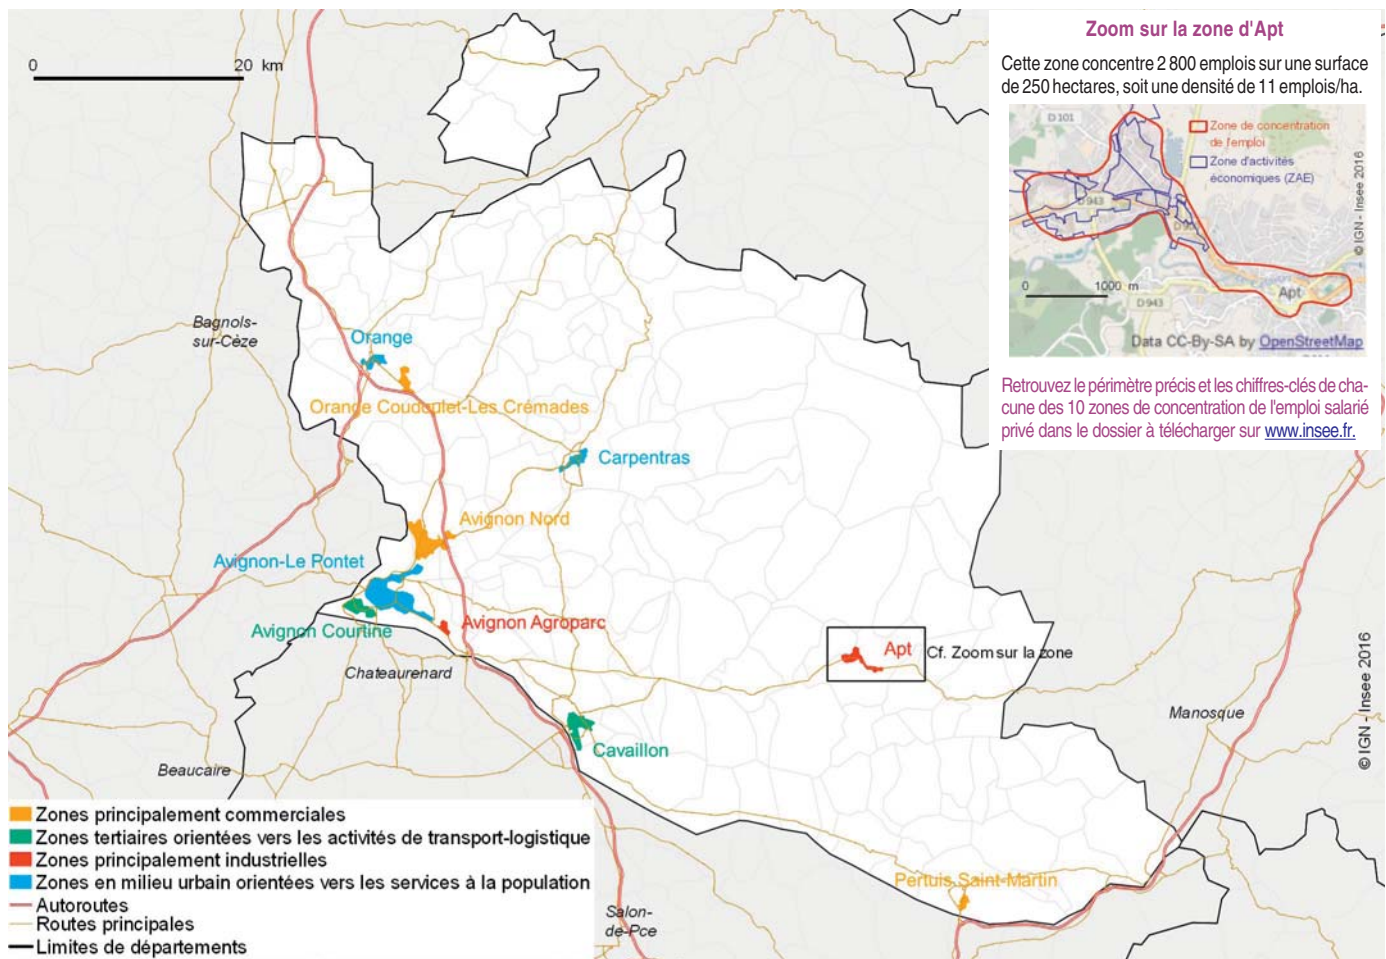 0 20 km
Zoom sur la zone d'Apt
Cette zone concentre 2 800 emplois sur une surface
de 250 hectares, soit une densité de 11 emplois/ha.
D 101
Zone de concentration
de l'emploi
Zone d'activités
économiques (ZAE)
D 943
D 90
0 1000 m
D 943
Apt
Data CC-By-SA by OpenStreetMap
© IGN - Insee 2016
Retrouvez le périmètre précis et les chiffres-clés de cha-
cune des 10 zones de concentration de l'emploi salarié
privé dans le dossier à télécharger sur www.insee.fr.
Bagnols-
sur-Cèze
Orange
Orange Coudoulet-Les Crémades
Carpentras
Avignon Nord
Avignon-Le Pontet
Avignon Courtine
Avignon Agroparc
Chateaurenard
Apt
Cf. Zoom sur la zone
Manosque
Cavaillon
Beaucaire
Pertuis Saint-Martin
Salon-
de-Pce
© IGN - Insee 2016
Zones principalement commerciales
Zones tertiaires orientées vers les activités de transport-logistique
Zones principalement industrielles
Zones en milieu urbain orientées vers les services à la population
Autoroutes
Routes principales
Limites de départements